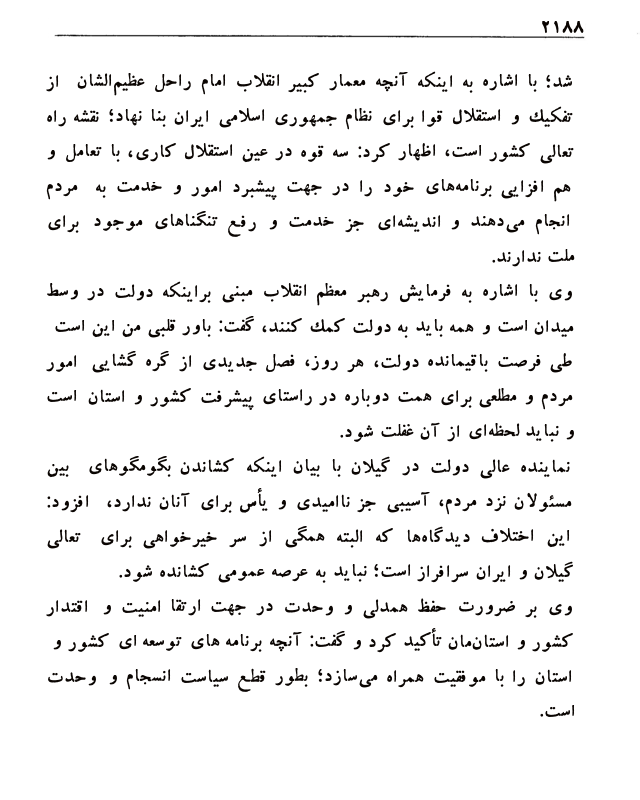 ۲۱۸۸
شد؛ با اشاره به اینکه آنچه معمار کبیر انقلاب امام راحل عظیم‌الشان از
تفکیك و استقلال قوا برای نظام جمهوری اسلامی ایران بنا نهاد؛ نقشه راه
تعالی کشور است، اظهار کرد: سه قوه در عین استقلال کاری، با تعامل و
هم افزایی برنامه‌های خود را در جهت پیشبرد امور و خدمت به مردم
انجام می‌دهند و اندیشه‌ای جز خدمت و رفع تنگناهای موجود برای
ملت ندارند.
وی با اشاره به فرمایش رهبر معظم انقلاب مبنی براینکه دولت در وسط
میدان است و همه باید به دولت کمك کنند، گفت: باور قلبی من این است
طی فرصت باقیمانده دولت، هر روز، فصل جدیدی از گره گشایی امور
مردم و مطلعی برای همت دوباره در راستای پیشرفت کشور و استان است
و نباید لحظه‌ای از آن غفلت شود.
نماینده عالی دولت در گیلان با بیان اینکه کشاندن بگومگوهای بین
مسئولان نزد مردم، آسیبی جز ناامیدی و یأس برای آنان ندارد، افزود:
این اختلاف دیدگاه‌ها که البته همگی از سر خیرخواهی برای تعالی
گیلان و ایران سرافراز است؛ نباید به عرصه عمومی کشانده شود.
وی بر ضرورت حفظ همدلی و وحدت در جهت ارتقا امنیت و اقتدار
کشور و استان‌مان تأکید کرد و گفت: آنچه برنامه های توسعه ای کشور و
استان را با موفقیت همراه می‌سازد؛ بطور قطع سیاست انسجام و وحدت
است.